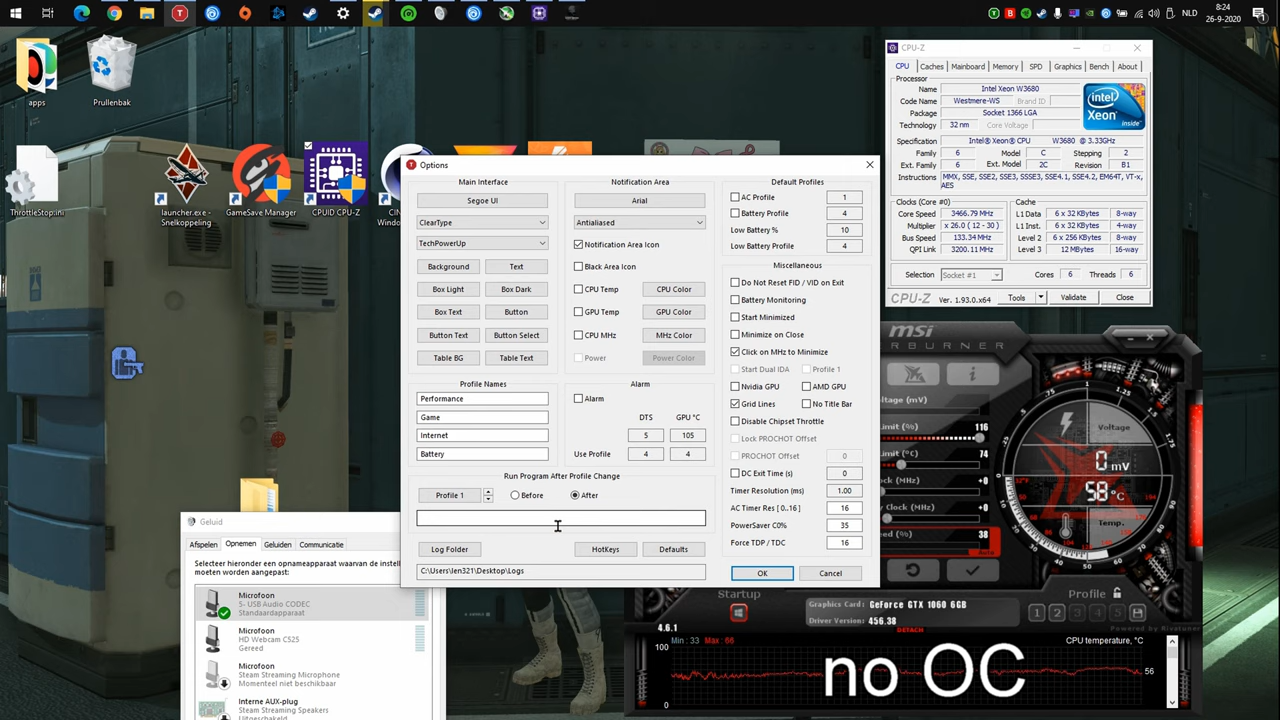 NLD
8:24
26-9-2020
apps
Prullenbak
ThrottleStop.ini
launcher.exe -
Snelkoppeling
GameSave Manager
CPUID CPU-Z
Options
Main Interface
Segoe UI
ClearType
TechPowerUp
Background
Text
Box Light
Box Dark
Box Text
Button
Button Text
Button Select
Table BG
Table Text
Notification Area
Arial
Antialiased
Notification Area Icon
Black Area Icon
CPU Temp
CPU Color
GPU Temp
GPU Color
CPU MHz
MHz Color
Power
Power Color
Profile Names
Performance
Game
Internet
Battery
Alarm
Alarm
DTS
GPU °C
5
105
Use Profile
4
4
Run Program After Profile Change
Profile 1
Before
After
Log Folder
HotKeys
Defaults
C:\Users\len321\Desktop\Logs
Default Profiles
AC Profile
1
Battery Profile
4
Low Battery %
10
Low Battery Profile
4
Miscellaneous
Do Not Reset FID / VID on Exit
Battery Monitoring
Start Minimized
Minimize on Close
Click on MHz to Minimize
Start Dual IDA
Profile 1
Nvidia GPU
AMD GPU
Grid Lines
No Title Bar
Disable Chipset Throttle
Lock PROCHOT Offset
PROCHOT Offset
0
DC Exit Time (s)
0
Timer Resolution (ms)
1.00
AC Timer Res [ 0..16 ]
16
PowerSaver C0%
35
Force TDP / TDC
16
OK
Cancel
CPU-Z
CPU
Caches
Mainboard
Memory
SPD
Graphics
Bench
About
Processor
Name
Intel Xeon W3680
Code Name
Westmere-WS
Brand ID
Package
Socket 1366 LGA
Technology
32 nm
Core Voltage
intel
Xeon
inside
Specification
Intel® Xeon® CPU W3680 @ 3.33GHz
Family
6
Model
C
Stepping
2
Ext. Family
6
Ext. Model
2C
Revision
B1
Instructions
MMX, SSE, SSE2, SSE3, SSSE3, SSE4.1, SSE4.2, EM64T, VT-x,
AES
Clocks (Core #0)
Core Speed
3466.79 MHz
Multiplier
x 26.0 ( 12 - 30 )
Bus Speed
133.34 MHz
QPI Link
3200.11 MHz
Cache
L1 Data
6 x 32 KBytes
8-way
L1 Inst.
6 x 32 KBytes
4-way
Level 2
6 x 256 KBytes
8-way
Level 3
12 MBytes
16-way
Selection
Socket #1
Cores
6
Threads
6
CPU-Z
Ver. 1.93.0.x64
Tools
Validate
Close
msi
116
74
38
Voltage
0 mV
58 °C
Temp.
Startup
Profile
Graphics Card:
GeForce GTX 1060 6GB
Driver Version:
456.38
1
2
3
4
5
4.6.1
DETACH
Min : 33
Max : 66
CPU temperature, °C
100
56
0
no OC
Geluid
Afspelen
Opnemen
Geluiden
Communicatie
Selecteer hieronder een opnameapparaat waarvan de instell
moeten worden aangepast:
Microfoon
5- USB Audio CODEC
Standaardapparaat
Microfoon
HD Webcam C525
Gereed
Microfoon
Steam Streaming Microphone
Momenteel niet beschikbaar
Interne AUX-plug
Steam Streaming Speakers
Uitgeschakeld